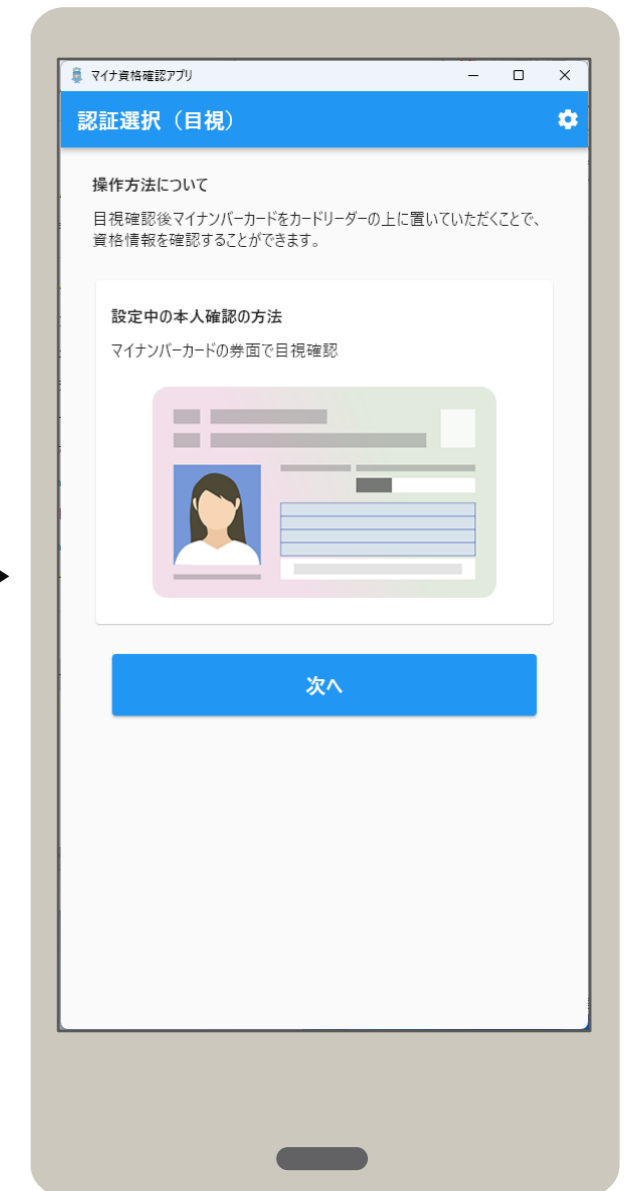 マイナ資格確認アプリ
認証選択（目視）
操作方法について
目視確認後マイナンバーカードをカードリーダーの上に置いていただくことで、
資格情報を確認することができます。
設定中の本人確認の方法
マイナンバーカードの券面で目視確認
次へ